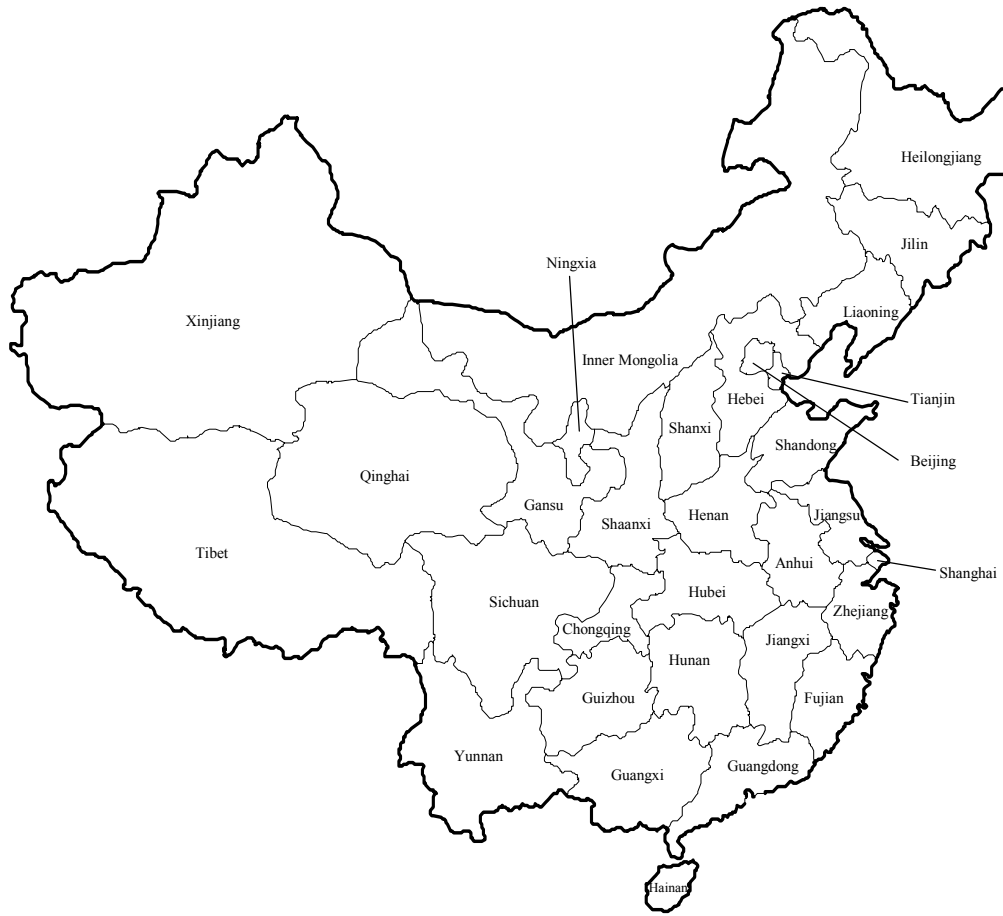 Heilongjiang
Jilin
Ningxia
Liaoning
Xinjiang
Inner Mongolia
Tianjin
Hebei
Shanxi
Shandong
Beijing
Qinghai
Gansu
Henan
Jiangsu
Shaanxi
Tibet
Anhui
Shanghai
Hubei
Sichuan
Zhejiang
Chongqing
Jiangxi
Hunan
Guizhou
Fujian
Yunnan
Guangdong
Guangxi
Hainan